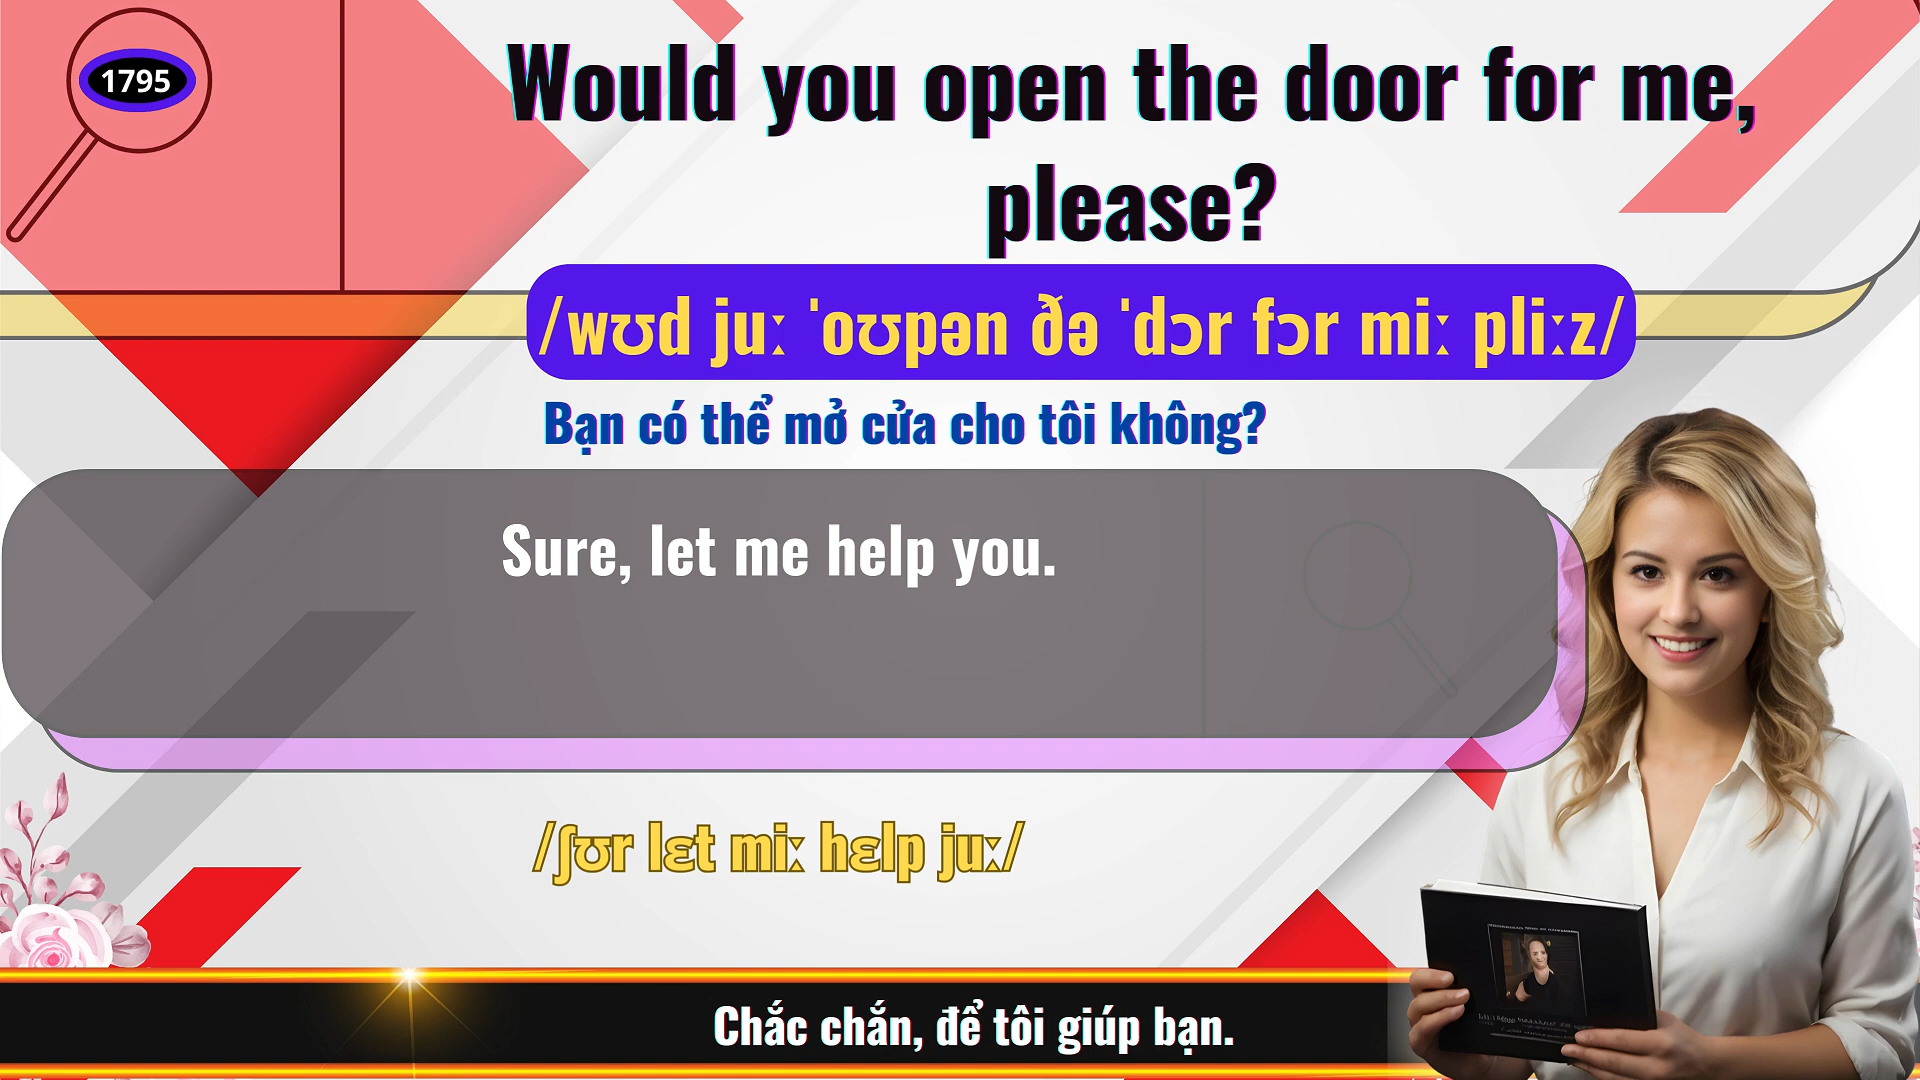 1795
Would you open the door for me,
please?
/wʊd juː ˈoʊpən ðə ˈdɔr fɔr miː pliːz/
Bạn có thể mở cửa cho tôi không?
Sure, let me help you.
/ʃʊr lɛt miː hɛlp juː/
Chắc chắn, để tôi giúp bạn.